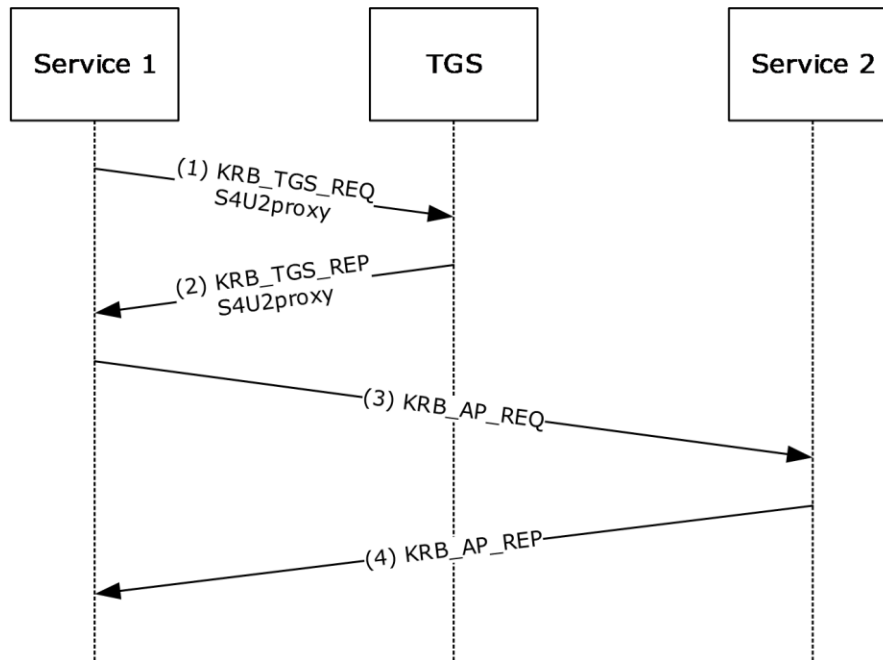 Service 1
TGS
Service 2
(1) KRB_TGS_REQ
S4U2proxy
(2) KRB_TGS_REP
S4U2proxy
(3) KRB_AP_REQ
(4) KRB_AP_REP